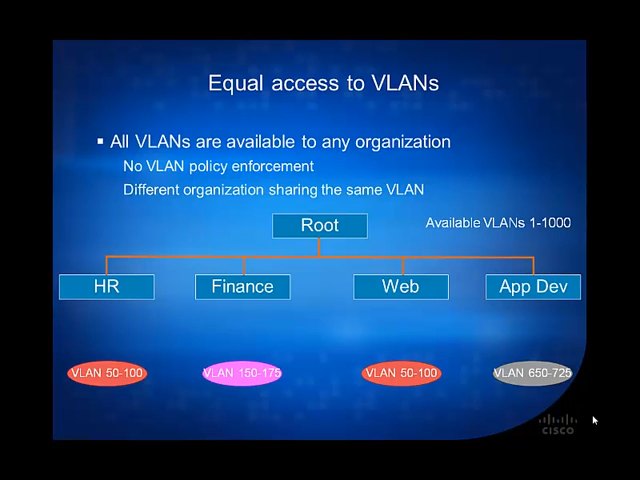 Equal access to VLANs
▪ All VLANs are available to any organization
No VLAN policy enforcement
Different organization sharing the same VLAN
Root
Available VLANs 1-1000
HR
Finance
Web
App Dev
VLAN 50-100
VLAN 150-175
VLAN 50-100
VLAN 650-725
CISCO